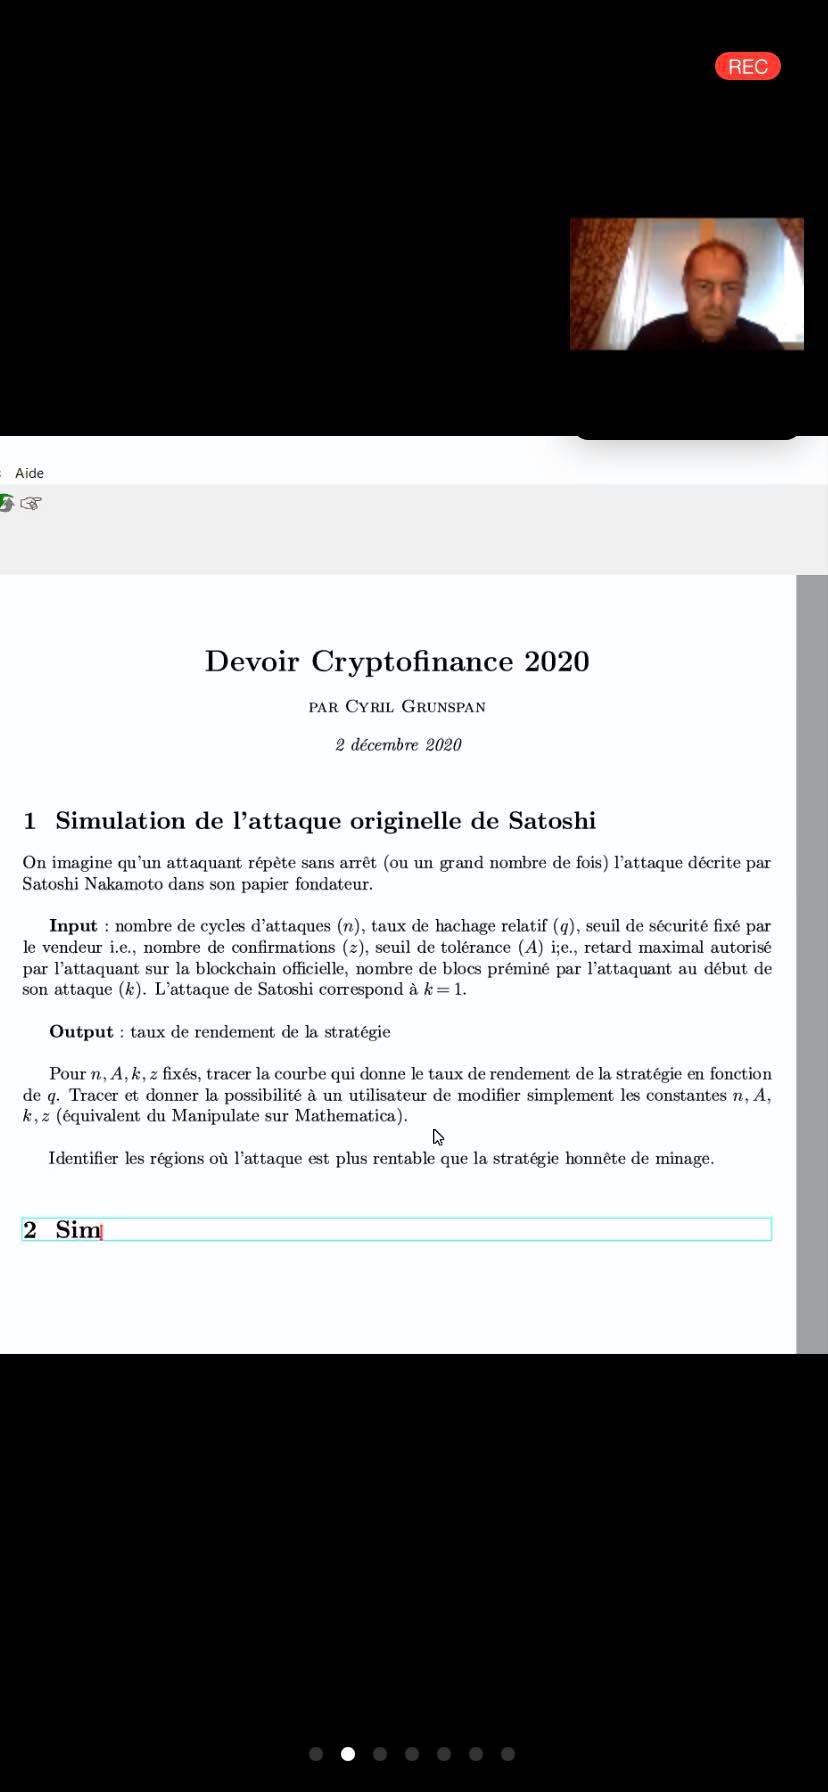 REC
Aide
Devoir Cryptofinance 2020
PAR CYRIL GRUNSPAN
2 décembre 2020
1 Simulation de l'attaque originelle de Satoshi
On imagine qu'un attaquant répète sans arrêt (ou un grand nombre de fois) l'attaque décrite par
Satoshi Nakamoto dans son papier fondateur.
Input : nombre de cycles d'attaques (n), taux de hachage relatif (q), seuil de sécurité fixé par
le vendeur i.e., nombre de confirmations (z), seuil de tolérance (A) i;e., retard maximal autorisé
par l'attaquant sur la blockchain officielle, nombre de blocs préminé par l'attaquant au début de
son attaque (k). L'attaque de Satoshi correspond à k = 1.
Output : taux de rendement de la stratégie
Pour n, A, k, z fixés, tracer la courbe qui donne le taux de rendement de la stratégie en fonction
de q. Tracer et donner la possibilité à un utilisateur de modifier simplement les constantes n, A,
k, z (équivalent du Manipulate sur Mathematica).
Identifier les régions où l'attaque est plus rentable que la stratégie honnête de minage.
2 Sim